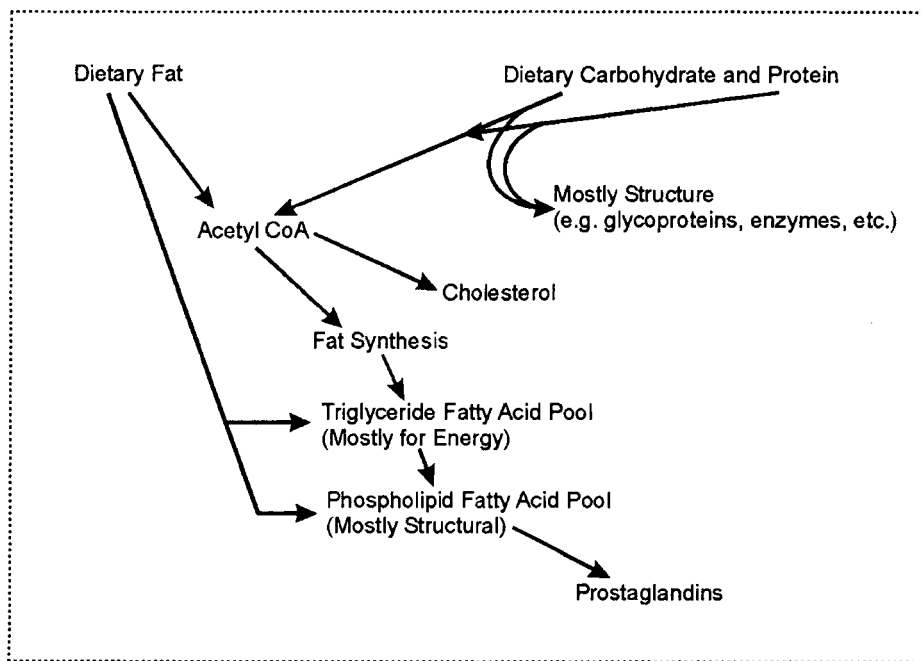 Dietary Fat
Dietary Carbohydrate and Protein
Mostly Structure
(e.g. glycoproteins, enzymes, etc.)
Acetyl CoA
Cholesterol
Fat Synthesis
Triglyceride Fatty Acid Pool
(Mostly for Energy)
Phospholipid Fatty Acid Pool
(Mostly Structural)
Prostaglandins